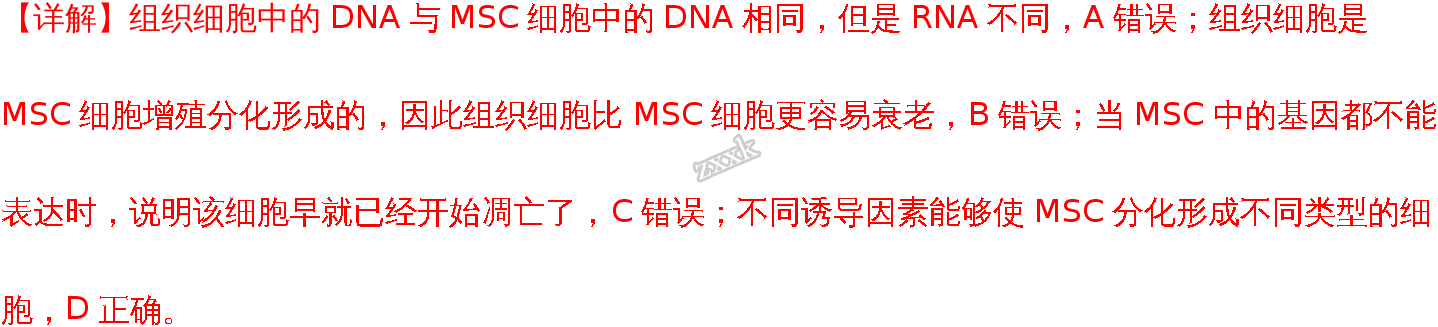 【详解】组织细胞中的 DNA 与 MSC 细胞中的 DNA 相同，但是 RNA 不同，A 错误；组织细胞是
MSC 细胞增殖分化形成的，因此组织细胞比 MSC 细胞更容易衰老，B 错误；当 MSC 中的基因都不能
zxxk
表达时，说明该细胞早就已经开始凋亡了，C 错误；不同诱导因素能够使 MSC 分化形成不同类型的细
胞，D 正确。